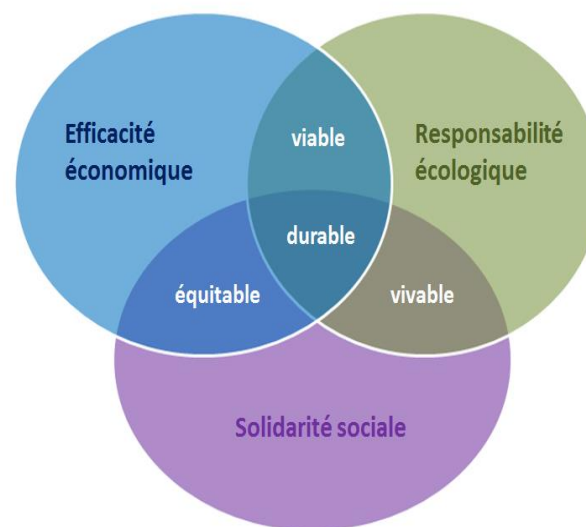 Efficacité
économique
viable
Responsabilité
écologique
durable
équitable
vivable
Solidarité sociale